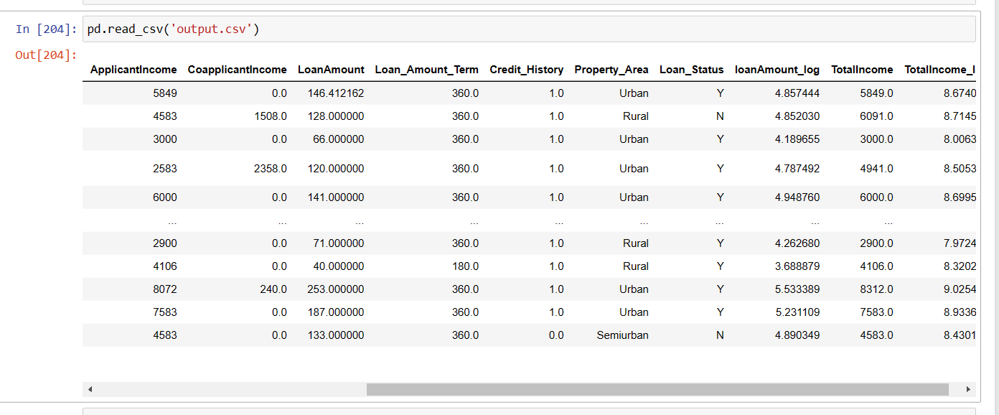 In [204]: pd.read_csv('output.csv')
Out[204]:
ApplicantIncome CoapplicantIncome LoanAmount Loan_Amount_Term Credit_History Property_Area Loan_Status loanAmount_log TotalIncome TotalIncome_l
5849 0.0 146.412162 360.0 1.0 Urban Y 4.857444 5849.0 8.6740
4583 1508.0 128.000000 360.0 1.0 Rural N 4.852030 6091.0 8.7145
3000 0.0 66.000000 360.0 1.0 Urban Y 4.189655 3000.0 8.0063
2583 2358.0 120.000000 360.0 1.0 Urban Y 4.787492 4941.0 8.5053
6000 0.0 141.000000 360.0 1.0 Urban Y 4.948760 6000.0 8.6995
... ... ... ... ... ... ... ... ...
2900 0.0 71.000000 360.0 1.0 Rural Y 4.262680 2900.0 7.9724
4106 0.0 40.000000 180.0 1.0 Rural Y 3.688879 4106.0 8.3202
8072 240.0 253.000000 360.0 1.0 Urban Y 5.533389 8312.0 9.0254
7583 0.0 187.000000 360.0 1.0 Urban Y 5.231109 7583.0 8.9336
4583 0.0 133.000000 360.0 0.0 Semiurban N 4.890349 4583.0 8.4301